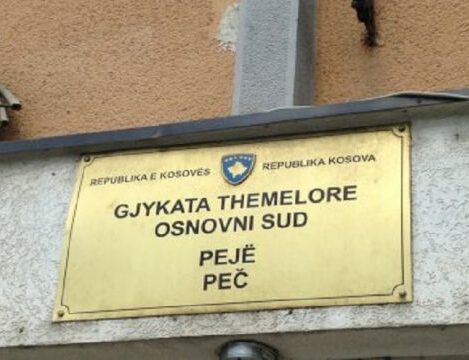 REPUBLIKA E KOSOVËS REPUBLIKA KOSOVA
GJYKATA THEMELORE
OSNOVNI SUD
PEJË
PEČ